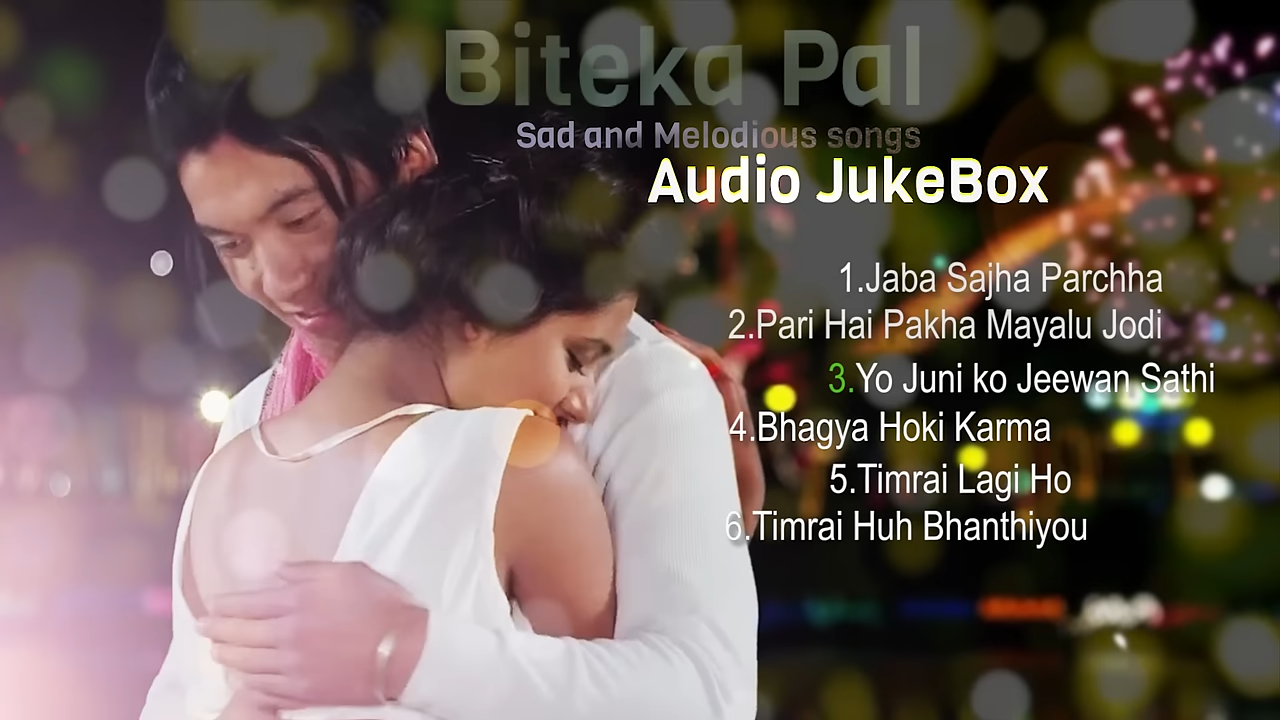 Biteka Pal
Sad and Melodious songs
Audio JukeBox
1.Jaba Sajha Parchha
2.Pari Hai Pakha Mayalu Jodi
3.Yo Juni ko Jeewan Sathi
4.Bhagya Hoki Karma
5.Timrai Lagi Ho
6.Timrai Huh Bhanthiyou